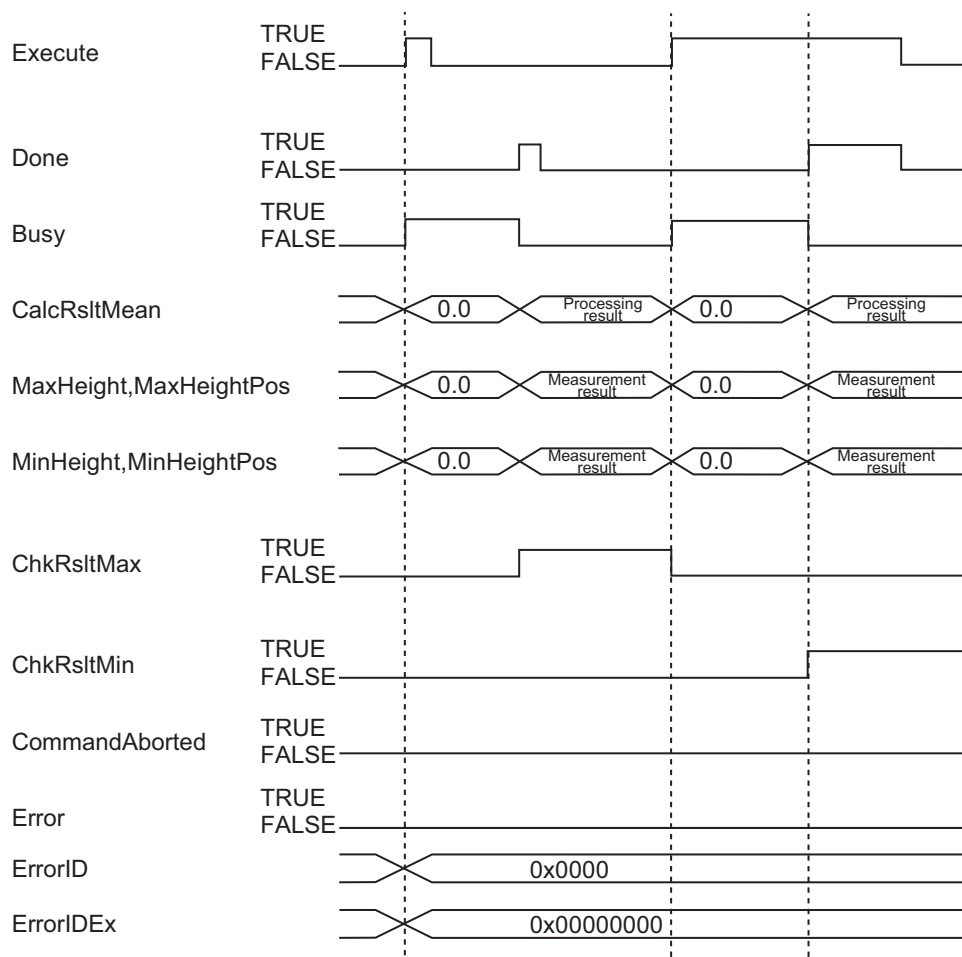 Execute
TRUE
FALSE
Done
TRUE
FALSE
Busy
TRUE
FALSE
CalcRsltMean
0.0
Processing
result
0.0
Processing
result
MaxHeight,MaxHeightPos
0.0
Measurement
result
0.0
Measurement
result
MinHeight,MinHeightPos
0.0
Measurement
result
0.0
Measurement
result
ChkRsltMax
TRUE
FALSE
ChkRsltMin
TRUE
FALSE
CommandAborted
TRUE
FALSE
Error
TRUE
FALSE
ErrorID
0x0000
ErrorIDEx
0x00000000